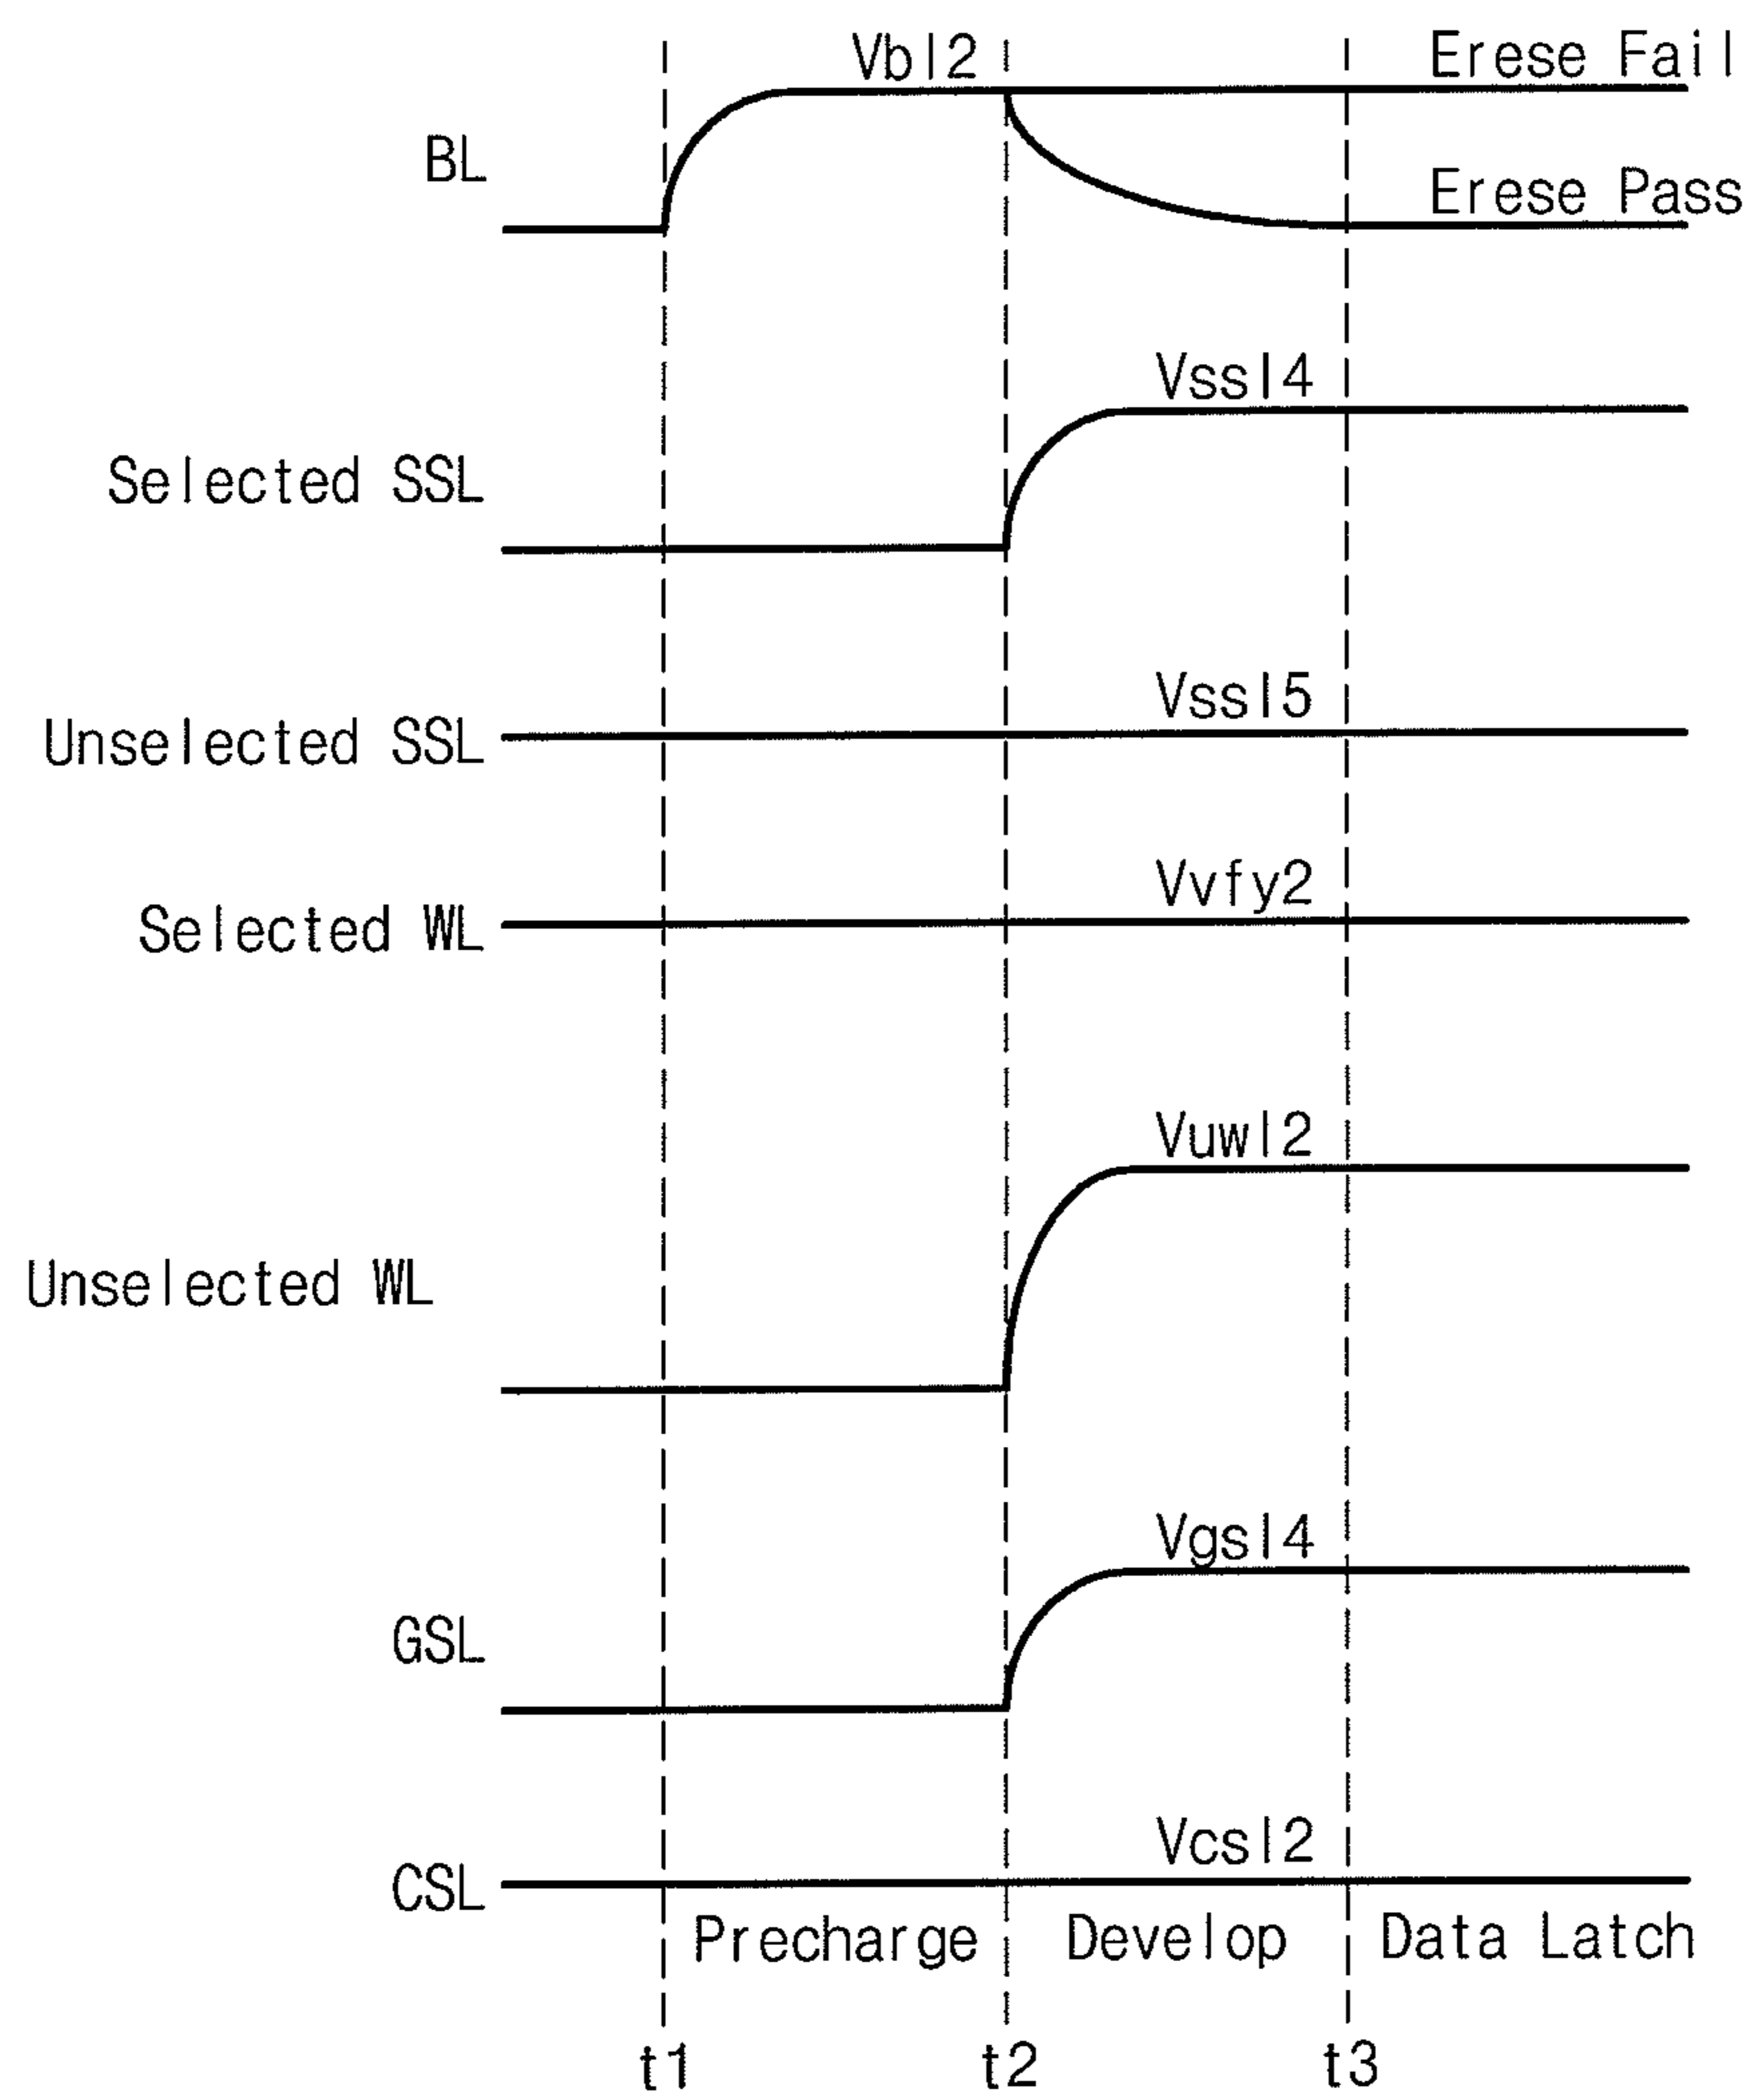 Vbl2
Erese Fail
BL
Erese Pass
Vssl4
Selected SSL
Vssl5
Unselected SSL
Vvfy2
Selected WL
Vuwl2
Unselected WL
Vgsl4
GSL
Vcsl2
CSL
Precharge Develop Data Latch
t1 t2 t3